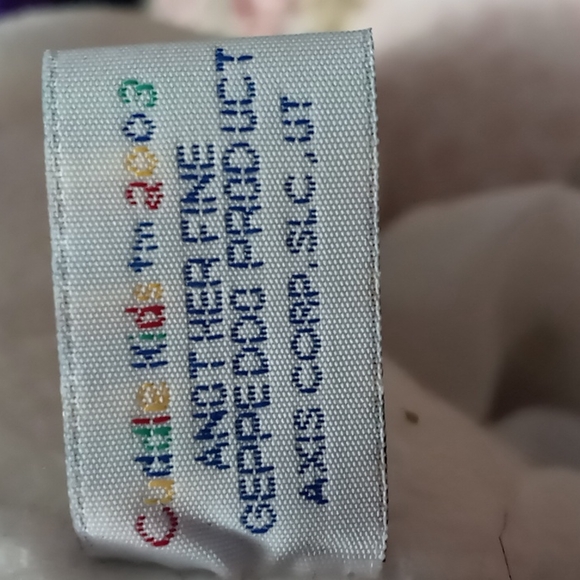 Cuddle Kids tm 2003
ANOTHER FINE
GEPPEDDO PRODUCT
AXIS CORP. SLC, UT